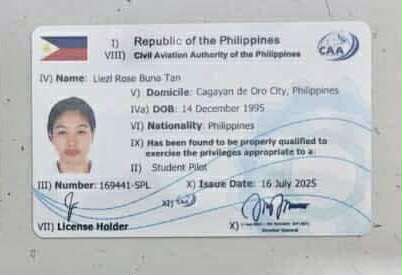 I) Republic of the Philippines
VIII) Civil Aviation Authority of the Philippines
CAA
IV) Name: Liezl Rose Buna Tan
V) Domicile: Cagayan de Oro City, Philippines
IVa) DOB: 14 December 1995
VI) Nationality: Philippines
IX) Has been found to be properly qualified to
exercise the privileges appropriate to a:
II) Student Pilot
III) Number: 169441-SPL X) Issue Date: 16 July 2025
XI)
VII) License Holder X)
Director General